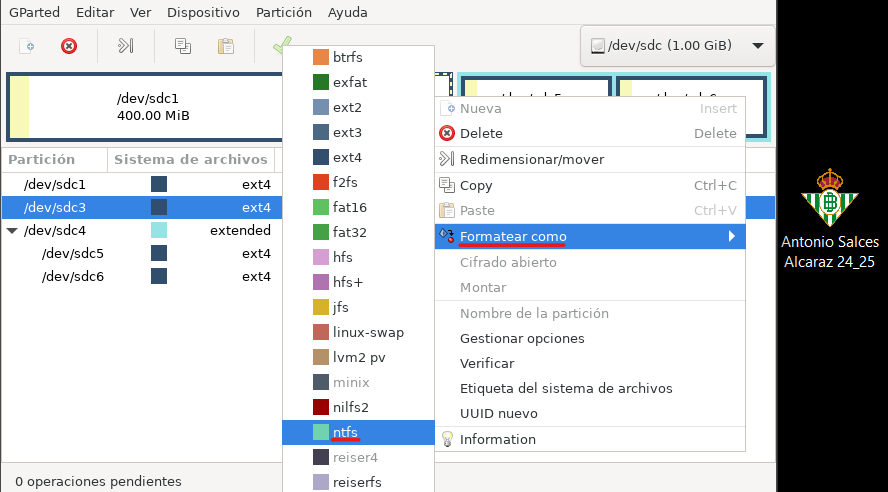 GParted Editar Ver Dispositivo Partición Ayuda
/dev/sdc (1.00 GiB)
/dev/sdc1
400.00 MiB
Partición Sistema de archivos
/dev/sdc1 ext4
/dev/sdc3 ext4
/dev/sdc4 extended
/dev/sdc5 ext4
/dev/sdc6 ext4
0 operaciones pendientes
btrfs
exfat
ext2
ext3
ext4
f2fs
fat16
fat32
hfs
hfs+
jfs
linux-swap
lvm2 pv
minix
nilfs2
ntfs
reiser4
reiserfs
Nueva Insert
Delete Delete
Redimensionar/mover
Copy Ctrl+C
Paste Ctrl+V
Formatear como
Cifrado abierto
Montar
Nombre de la partición
Gestionar opciones
Verificar
Etiqueta del sistema de archivos
UUID nuevo
Information
Antonio Salces
Alcaraz 24_25